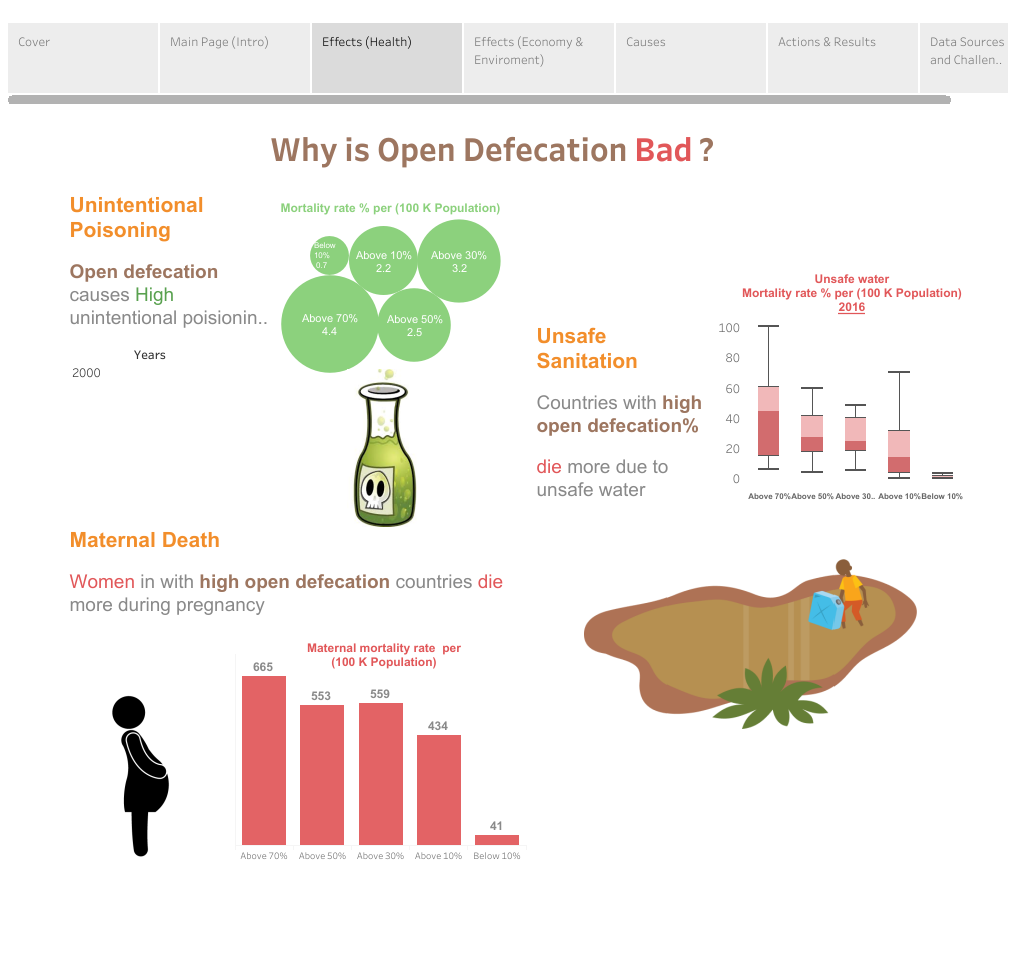 Cover
Main Page (Intro)
Effects (Health)
Effects (Economy &
Enviroment)
Causes
Actions & Results
Data Sources
and Challen..
Why is Open Defecation Bad ?
Unintentional
Poisoning
Open defecation
causes High
unintentional poisionin..
Years
2000
Mortality rate % per (100 K Population)
Below
10%
0.7
Above 10%
2.2
Above 30%
3.2
Above 70%
4.4
Above 50%
2.5
Unsafe
Sanitation
Countries with high
open defecation%
die more due to
unsafe water
Unsafe water
Mortality rate % per (100 K Population)
2016
100
80
60
40
20
0
Above 70% Above 50% Above 30.. Above 10% Below 10%
Maternal Death
Women in with high open defecation countries die
more during pregnancy
Maternal mortality rate per
(100 K Population)
665
553
559
434
41
Above 70% Above 50% Above 30% Above 10% Below 10%